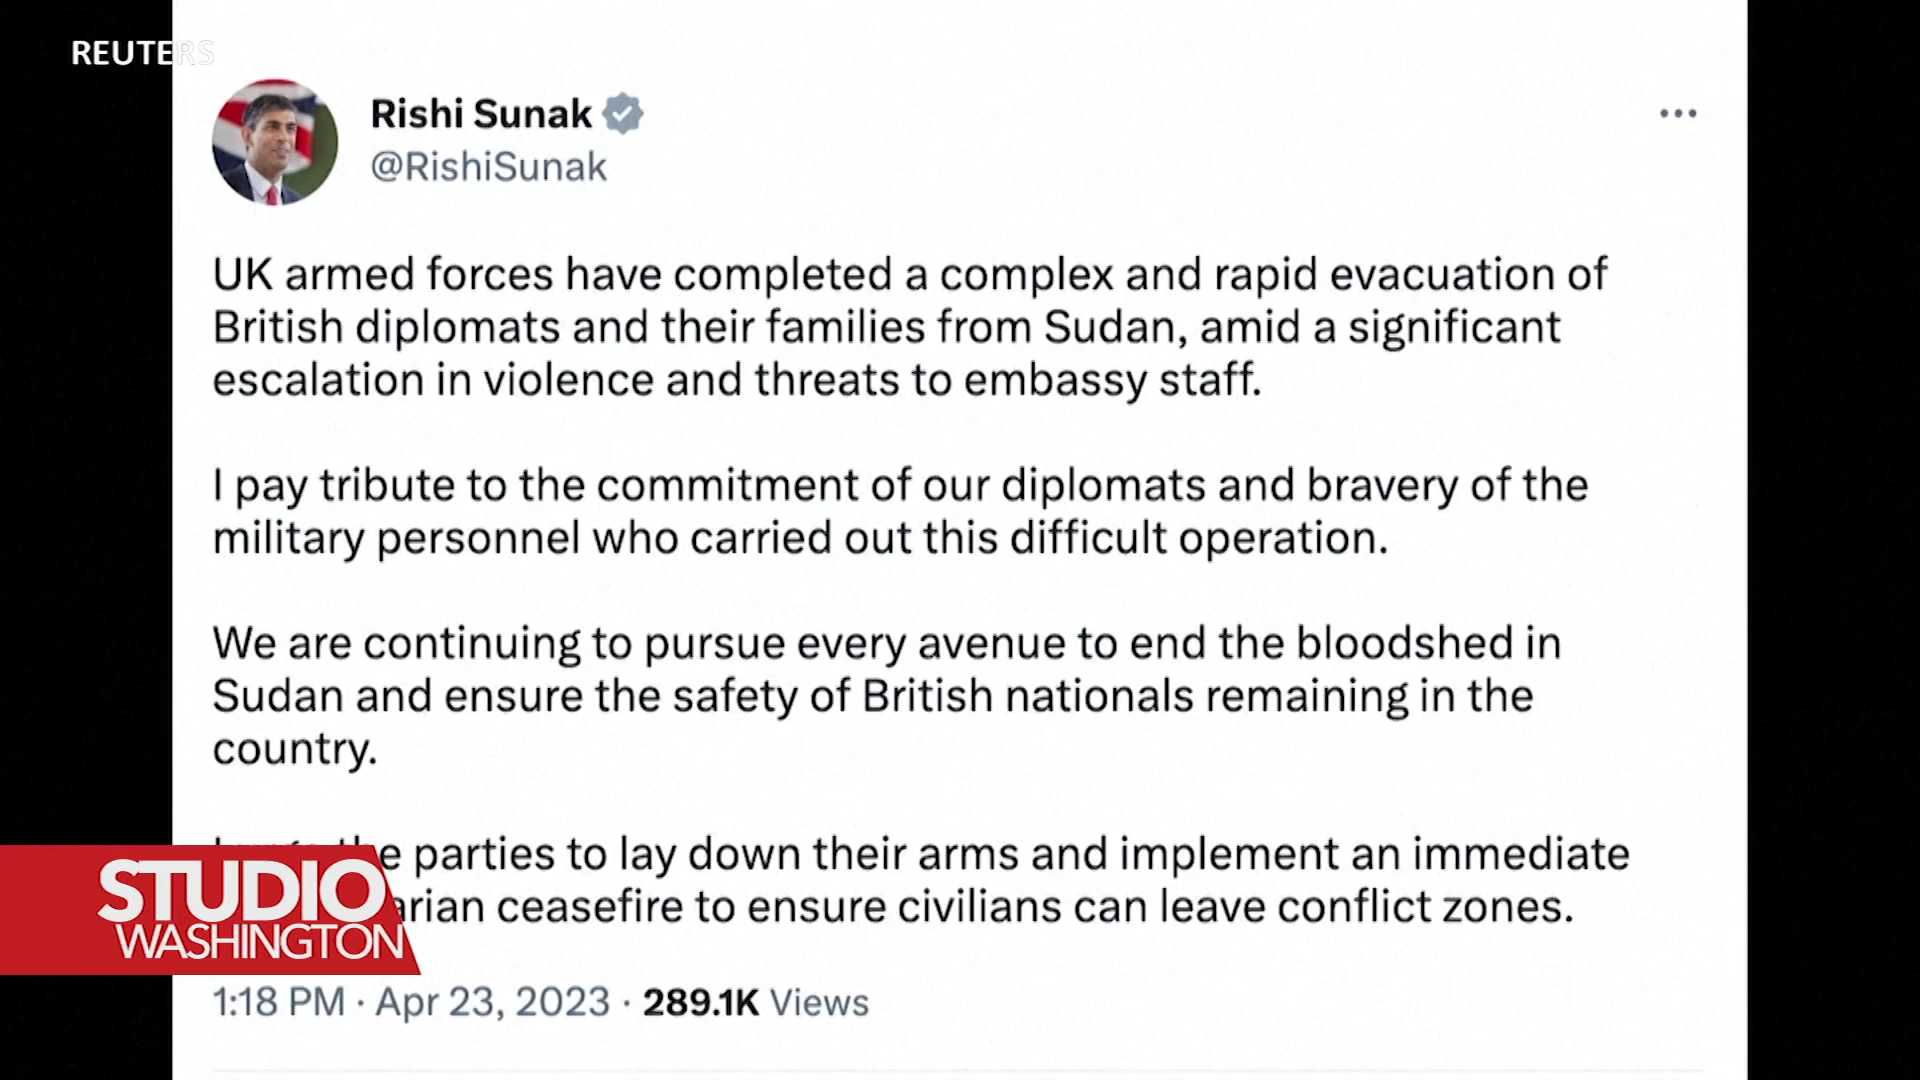 REUTERS
Rishi Sunak
@RishiSunak
UK armed forces have completed a complex and rapid evacuation of
British diplomats and their families from Sudan, amid a significant
escalation in violence and threats to embassy staff.
I pay tribute to the commitment of our diplomats and bravery of the
military personnel who carried out this difficult operation.
We are continuing to pursue every avenue to end the bloodshed in
Sudan and ensure the safety of British nationals remaining in the
country.
the parties to lay down their arms and implement an immediate
arian ceasefire to ensure civilians can leave conflict zones.
STUDIO
WASHINGTON
1:18 PM · Apr 23, 2023 · 289.1K Views